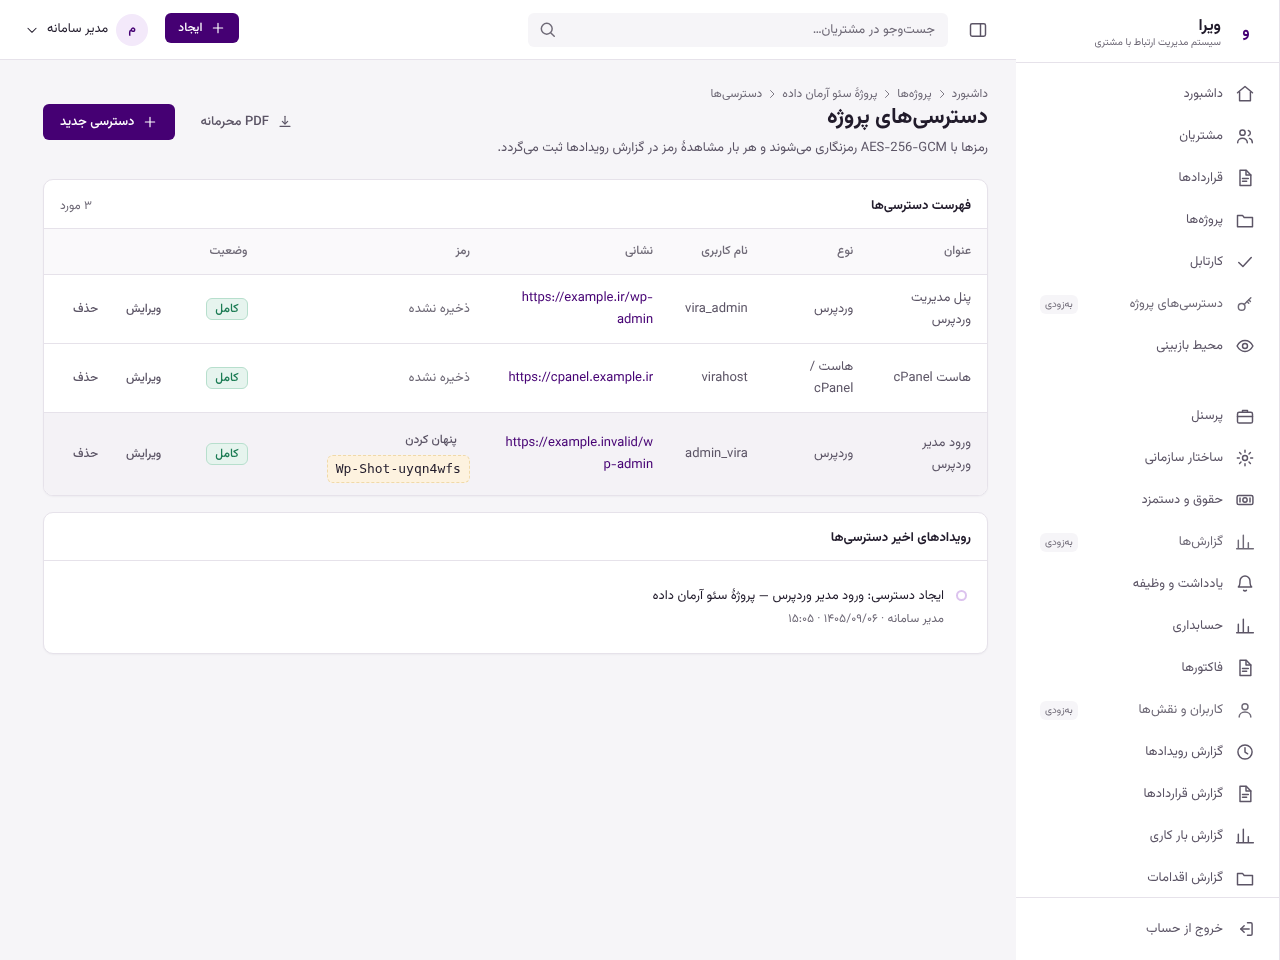 و
ویرا
سیستم مدیریت ارتباط با مشتری
جست‌وجو در مشتریان…
ایجاد
م
مدیر سامانه
داشبورد
مشتریان
قراردادها
پروژه‌ها
کارتابل
دسترسی‌های پروژه
به‌زودی
محیط بازبینی
پرسنل
ساختار سازمانی
حقوق و دستمزد
گزارش‌ها
به‌زودی
یادداشت و وظیفه
حسابداری
فاکتورها
کاربران و نقش‌ها
به‌زودی
گزارش رویدادها
گزارش قراردادها
گزارش بار کاری
گزارش اقدامات
خروج از حساب
داشبورد
پروژه‌ها
پروژهٔ سئو آرمان داده
دسترسی‌ها
دسترسی‌های پروژه
رمزها با AES-256-GCM رمزنگاری می‌شوند و هر بار مشاهدهٔ رمز در گزارش رویدادها ثبت می‌گردد.
PDF محرمانه
دسترسی جدید
فهرست دسترسی‌ها
۳ مورد
عنوان
نوع
نام کاربری
نشانی
رمز
وضعیت
پنل مدیریت
وردپرس
وردپرس
vira_admin
https://example.ir/wp-
admin
ذخیره نشده
کامل
ویرایش
حذف
هاست cPanel
هاست /
cPanel
virahost
https://cpanel.example.ir
ذخیره نشده
کامل
ویرایش
حذف
ورود مدیر
وردپرس
وردپرس
admin_vira
https://example.invalid/w
p-admin
پنهان کردن
Wp-Shot-uyqn4wfs
کامل
ویرایش
حذف
رویدادهای اخیر دسترسی‌ها
ایجاد دسترسی: ورود مدیر وردپرس — پروژهٔ سئو آرمان داده
مدیر سامانه · ۱۴۰۵/۰۹/۰۶ · ۱۵:۰۵